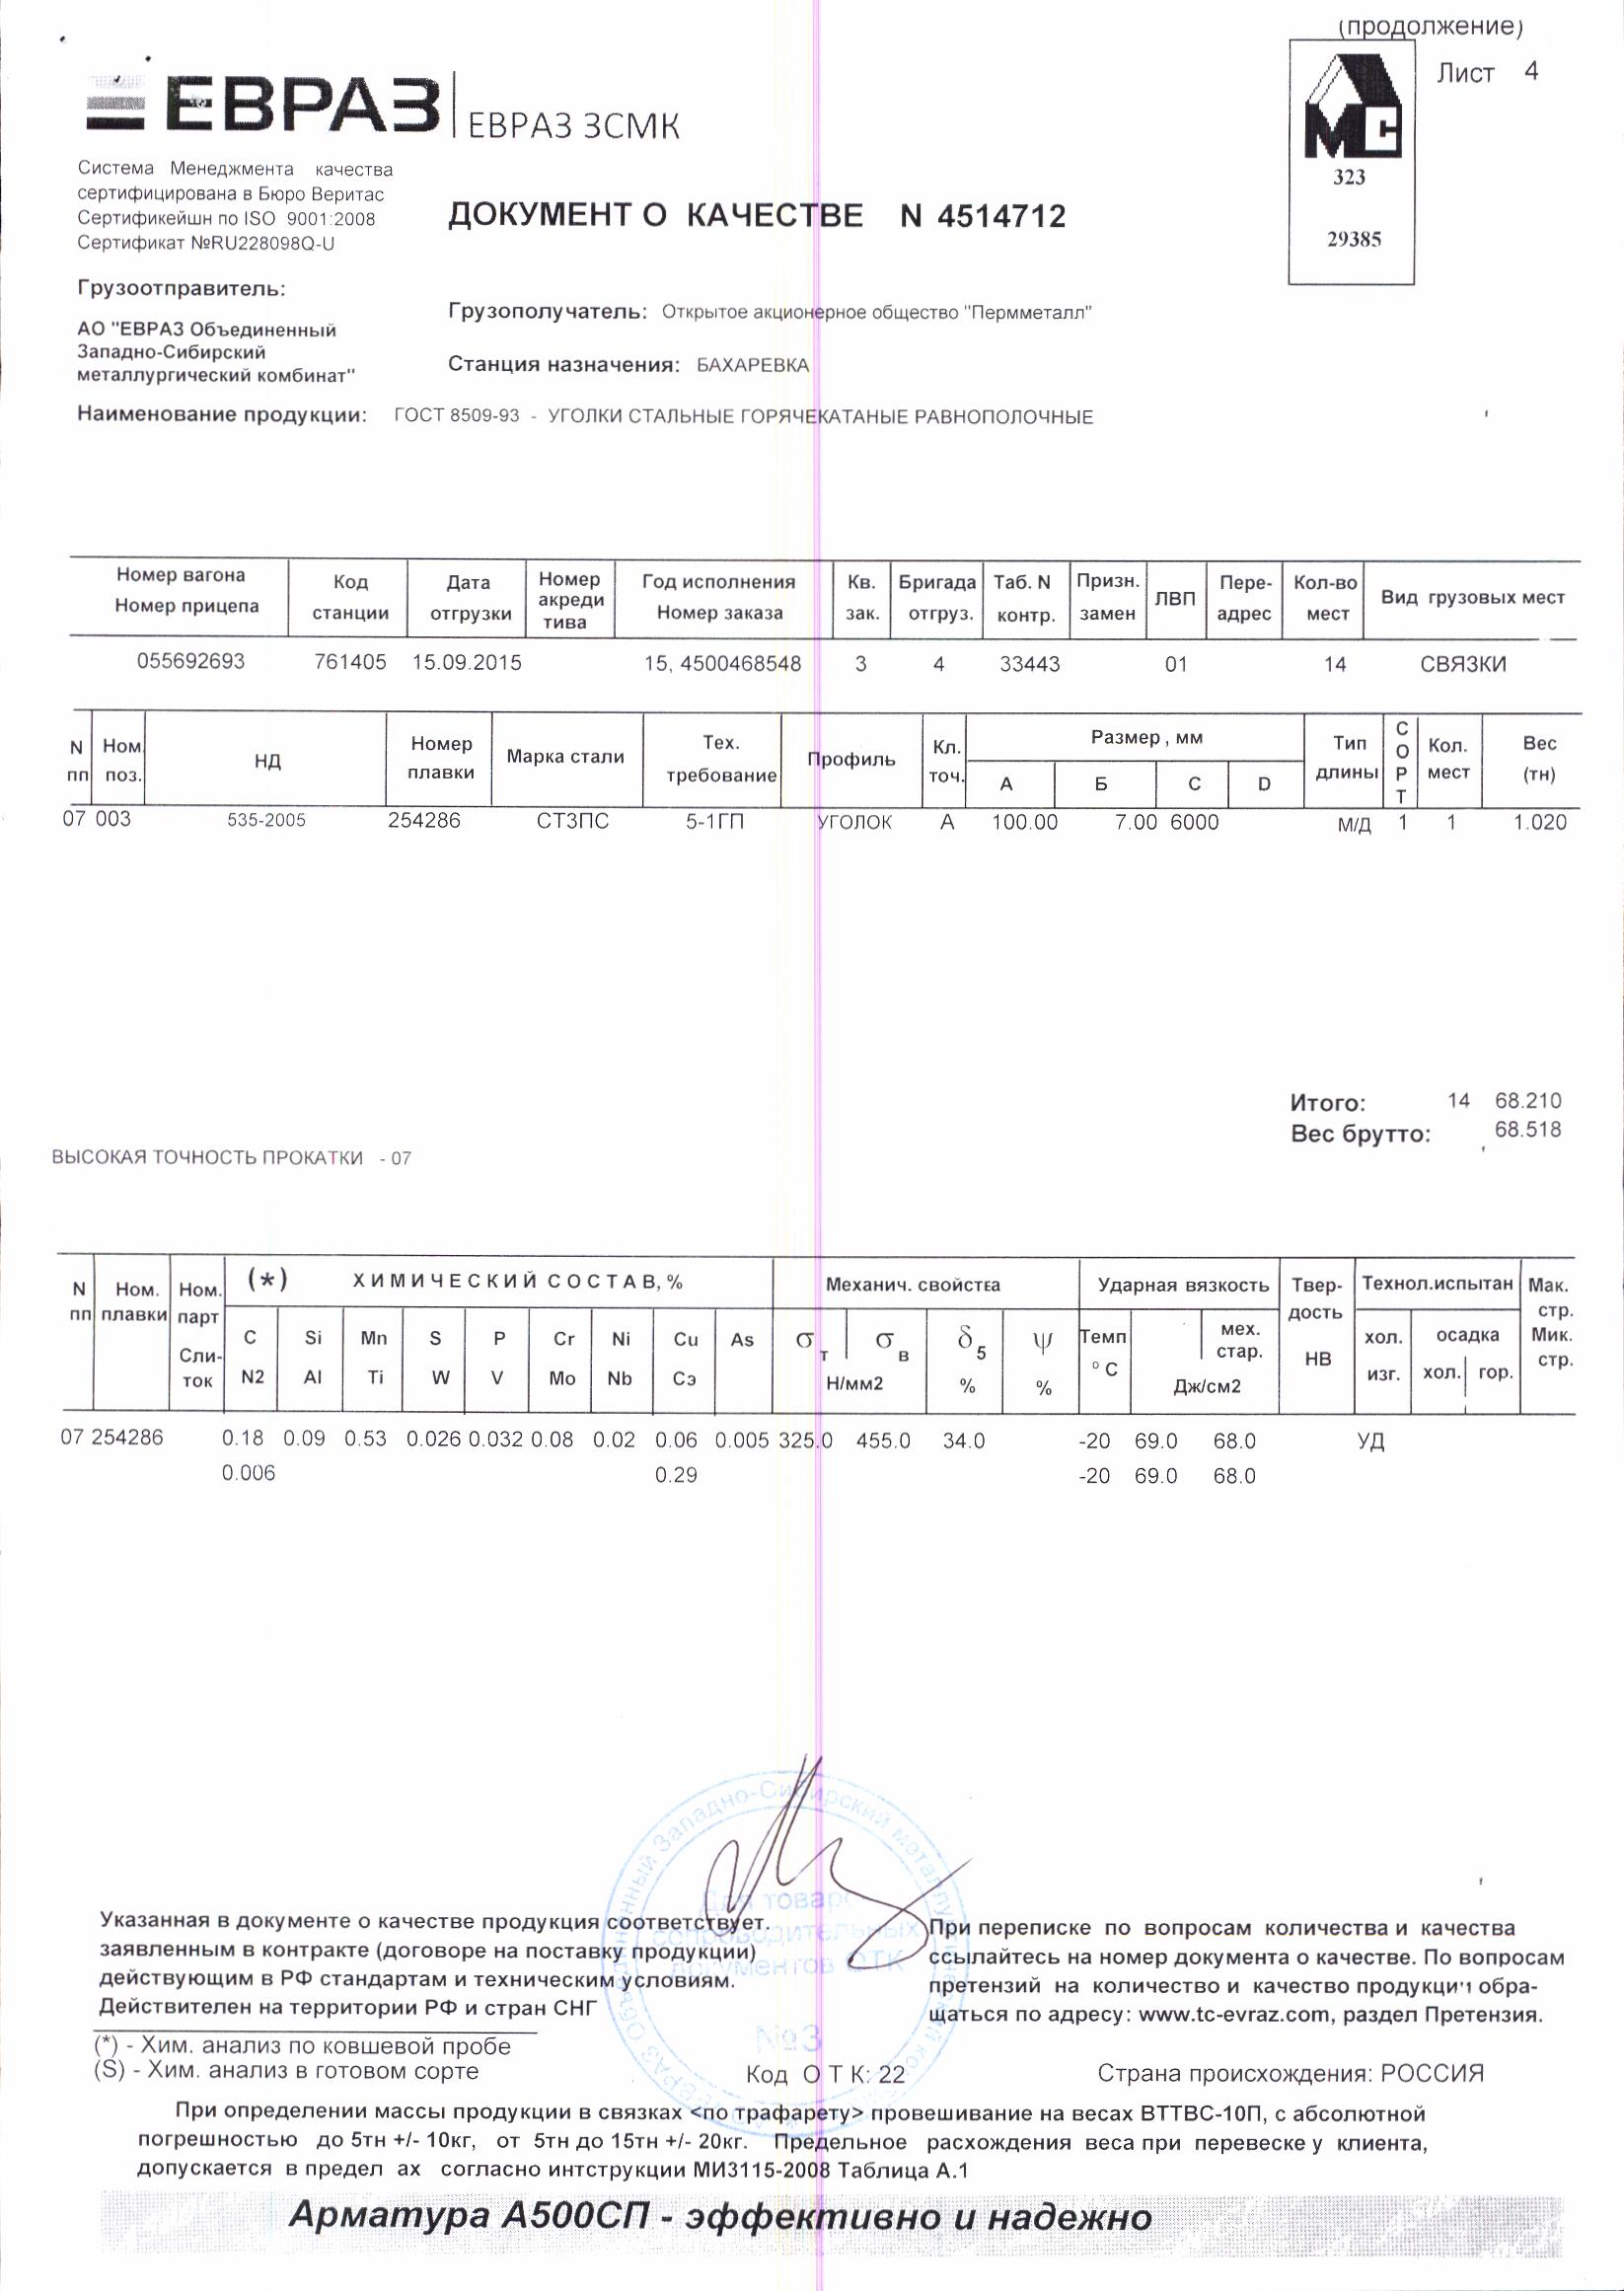 (продолжение)
Лист 4
ЕВРАЗ
ЕВРАЗ ЗСМК
МС
323
29385
Система Менеджмента качества
сертифицирована в Бюро Веритас
Сертификейшн по ISO 9001:2008
Сертификат №RU228098Q-U
ДОКУМЕНТ О КАЧЕСТВЕ N 4514712
Грузоотправитель:
АО "ЕВРАЗ Объединенный
Западно-Сибирский
металлургический комбинат"
Грузополучатель: Открытое акционерное общество "Пермметалл"
Станция назначения: БАХАРЕВКА
Наименование продукции: ГОСТ 8509-93 - УГОЛКИ СТАЛЬНЫЕ ГОРЯЧЕКАТАНЫЕ РАВНОПОЛОЧНЫЕ
Номер вагона Код Дата Номер Год исполнения Кв. Бригада Таб. N Призн. ЛВП Пере- Кол-во Вид грузовых мест
Номер прицепа станции отгрузки акреди Номер заказа зак. отгруз. контр. замен адрес мест
тива
055692693 761405 15.09.2015 15, 4500468548 3 4 33443 01 14 СВЯЗКИ
N Ном. НД Номер Марка стали Тех. Профиль Кл. Размер , мм Тип СОРТ Кол. Вес
пп поз. плавки требование точ. А Б С D длины мест (тн)
07 003 535-2005 254286 СТ3ПС 5-1ГП УГОЛОК А 100.00 7.00 6000 М/Д 1 1 1.020
Итого: 14 68.210
Вес брутто: 68.518
ВЫСОКАЯ ТОЧНОСТЬ ПРОКАТКИ - 07
N Ном. Ном. (*) ХИМИЧЕСКИЙ СОСТАВ, % Механич. свойства Ударная вязкость Твер- Технол.испытан Мак.
пп плавки парт дость стр.
C Si Mn S P Cr Ni Cu As σт σв δ5 ψ Темп мех. хол. осадка Мик.
Сли- стар. НВ стр.
ток N2 Al Ti W V Mo Nb Сэ Н/мм2 % % °С Дж/см2 изг. хол. гор.
07 254286 0.18 0.09 0.53 0.026 0.032 0.08 0.02 0.06 0.005 325.0 455.0 34.0 -20 69.0 68.0 УД
0.006 0.29 -20 69.0 68.0
Указанная в документе о качестве продукция соответствует.
заявленным в контракте (договоре на поставку продукции)
действующим в РФ стандартам и техническим условиям.
Действителен на территории РФ и стран СНГ
При переписке по вопросам количества и качества
ссылайтесь на номер документа о качестве. По вопросам
претензий на количество и качество продукции обра-
щаться по адресу: www.tc-evraz.com, раздел Претензия.
Для товаро
сопроводительных
документов ОТК
№3
(*) - Хим. анализ по ковшевой пробе
(S) - Хим. анализ в готовом сорте
Код О Т К: 22
Страна происхождения: РОССИЯ
При определении массы продукции в связках <по трафарету> провешивание на весах ВТТВС-10П, с абсолютной
погрешностью до 5тн +/- 10кг, от 5тн до 15тн +/- 20кг. Предельное расхождения веса при перевеске у клиента,
допускается в предел ах согласно интструкции МИ3115-2008 Таблица А.1
Арматура А500СП - эффективно и надежно